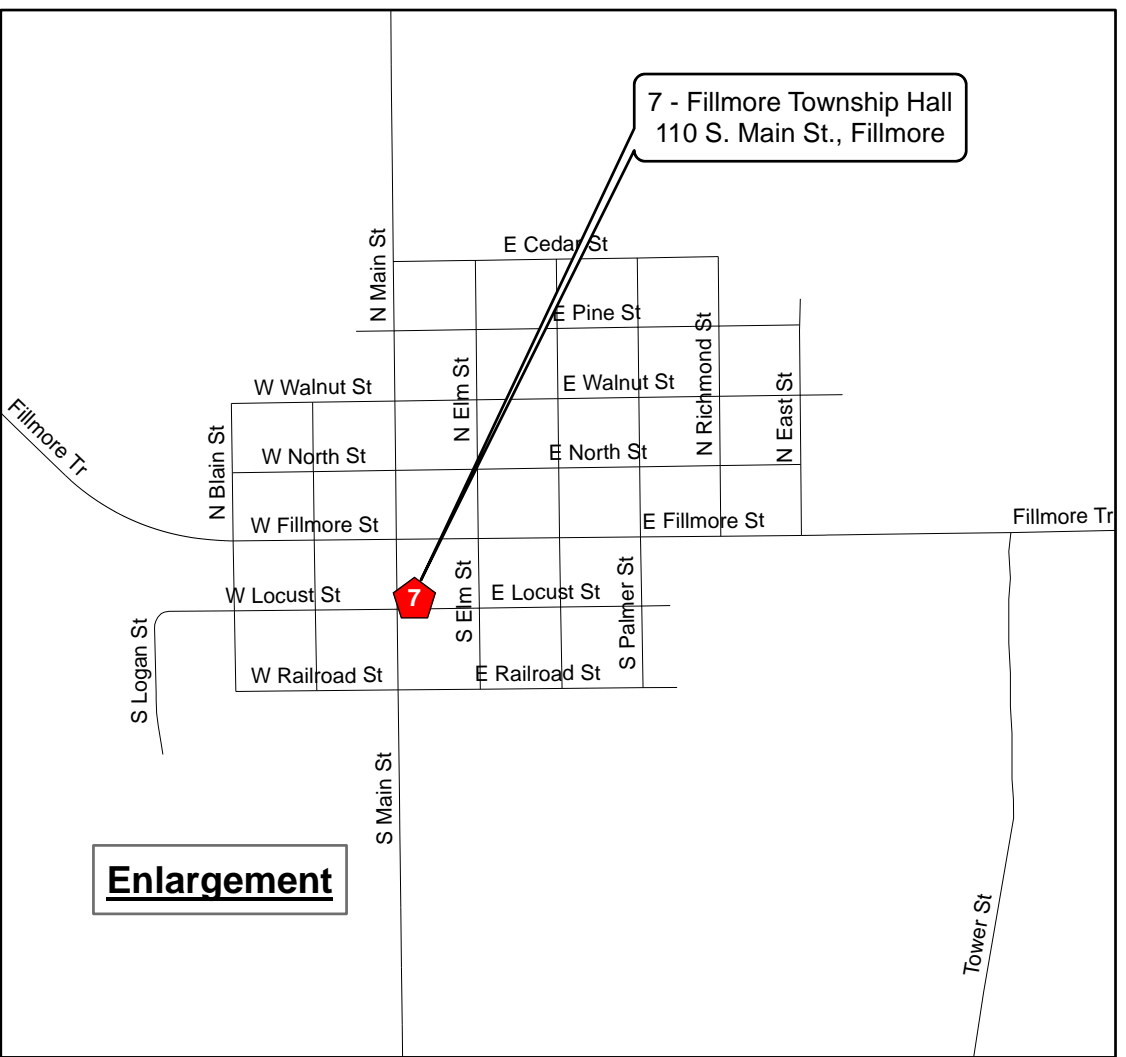 7 - Fillmore Township Hall
110 S. Main St., Fillmore
E Cedar St
N Main St
E Pine St
N Richmond St
N Elm St
E Walnut St
W Walnut St
N East St
Fillmore Tr
N Blain St
W North St
E North St
W Fillmore St
E Fillmore St
Fillmore Tr
W Locust St
7
S Elm St
E Locust St
S Palmer St
S Logan St
W Railroad St
E Railroad St
S Main St
Enlargement
Tower St